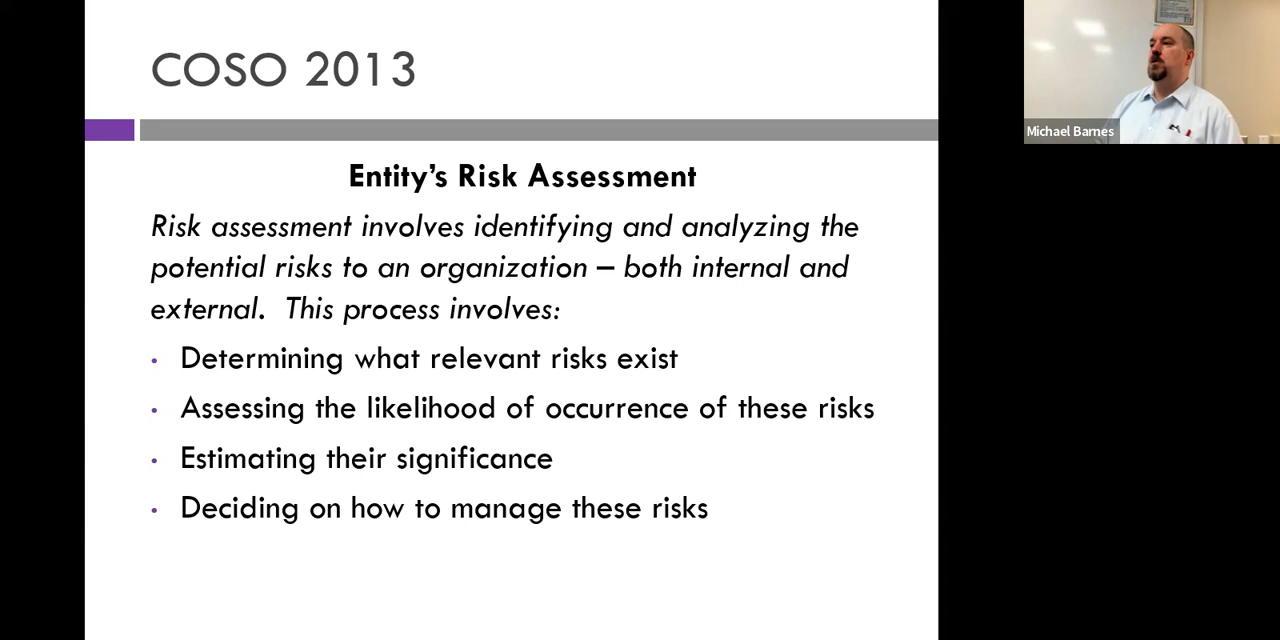 COSO 2013
Entity’s Risk Assessment
Risk assessment involves identifying and analyzing the
potential risks to an organization – both internal and
external.  This process involves:
• Determining what relevant risks exist
• Assessing the likelihood of occurrence of these risks
• Estimating their significance
• Deciding on how to manage these risks
Michael Barnes